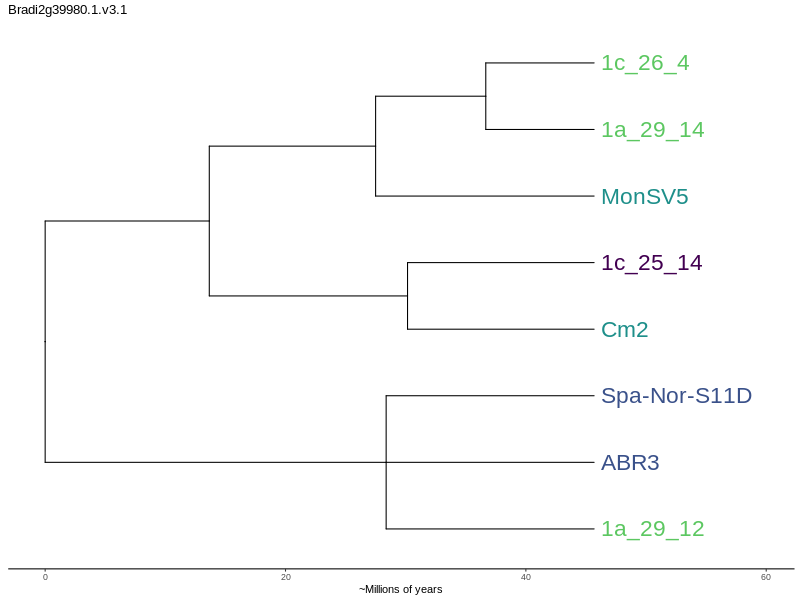 Bradi2g39980.1.v3.1
1c_26_4
1a_29_14
MonSV5
1c_25_14
Cm2
Spa-Nor-S11D
ABR3
1a_29_12
0 20 40 60
~Millions of years